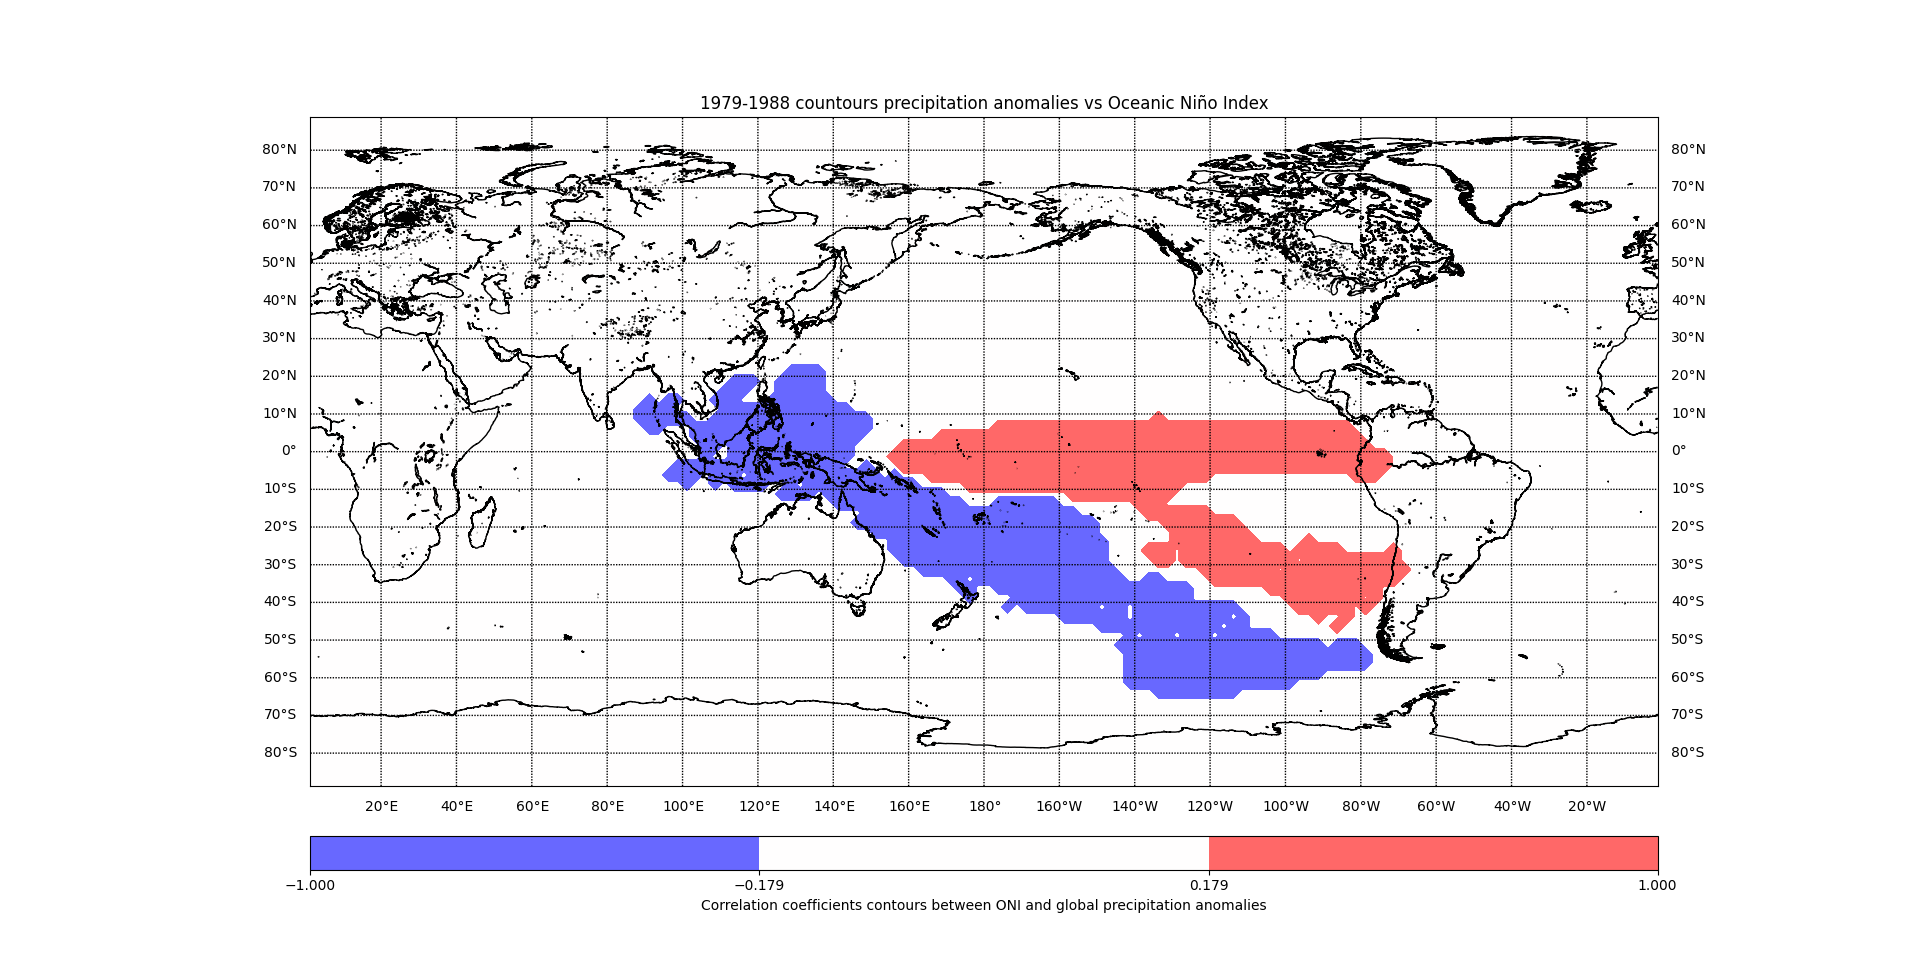 1979-1988 countours precipitation anomalies vs Oceanic Niño Index
80°N 80°N
70°N 70°N
60°N 60°N
50°N 50°N
40°N 40°N
30°N 30°N
20°N 20°N
10°N 10°N
0° 0°
10°S 10°S
20°S 20°S
30°S 30°S
40°S 40°S
50°S 50°S
60°S 60°S
70°S 70°S
80°S 80°S
20°E 40°E 60°E 80°E 100°E 120°E 140°E 160°E 180° 160°W 140°W 120°W 100°W 80°W 60°W 40°W 20°W
−1.000 −0.179 0.179 1.000
Correlation coefficients contours between ONI and global precipitation anomalies